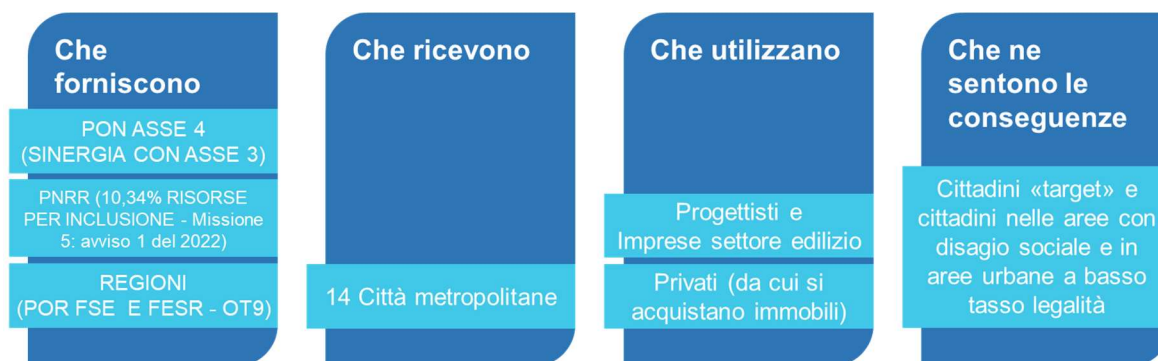 Che
forniscono
PON ASSE 4
(SINERGIA CON ASSE 3)
PNRR (10,34% RISORSE
PER INCLUSIONE - Missione
5: avviso 1 del 2022)
REGIONI
(POR FSE E FESR - OT9)
Che ricevono
14 Città metropolitane
Che utilizzano
Progettisti e
Imprese settore edilizio
Privati (da cui si
acquistano immobili)
Che ne
sentono le
conseguenze
Cittadini «target» e
cittadini nelle aree con
disagio sociale e in
aree urbane a basso
tasso legalità